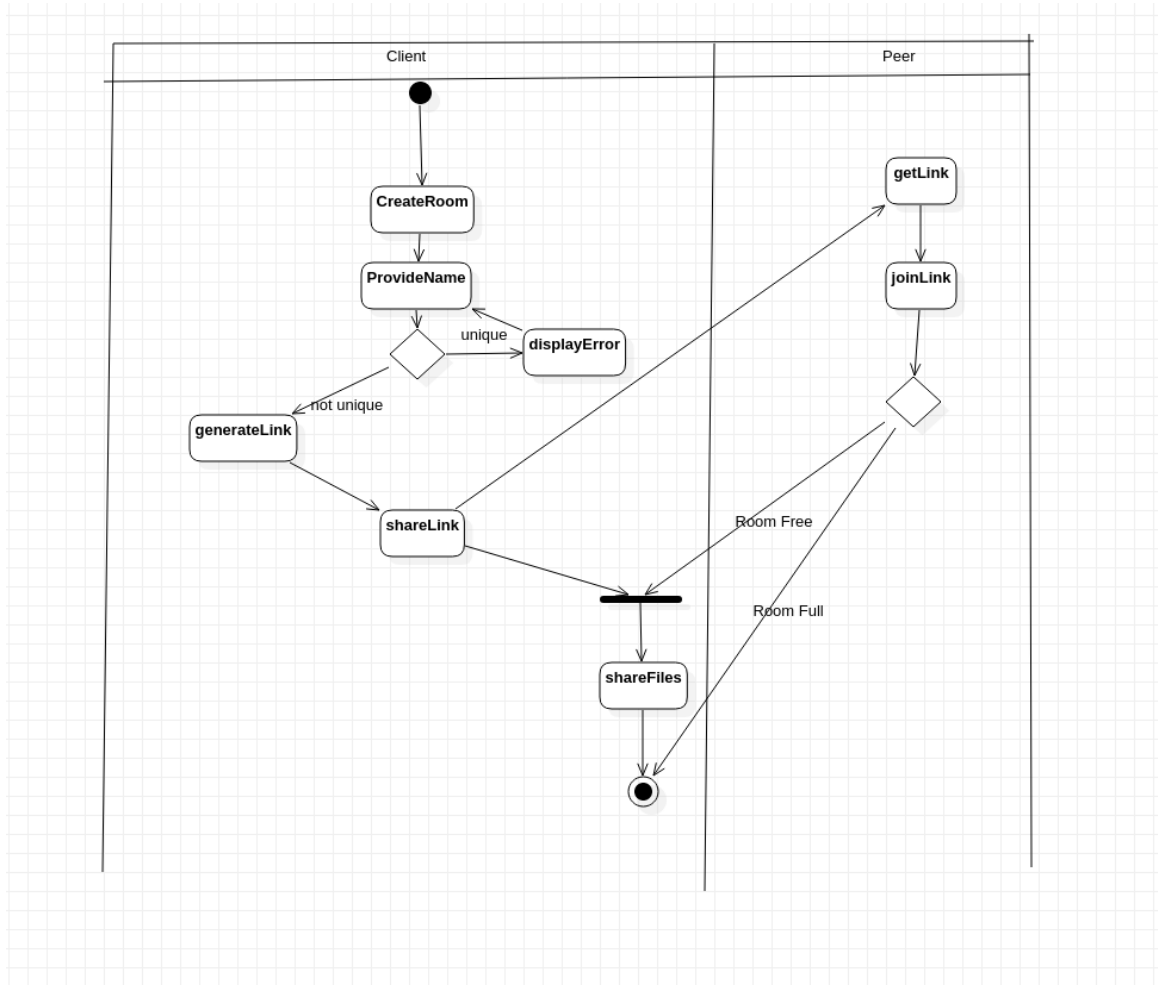 Client
Peer
getLink
CreateRoom
joinLink
ProvideName
unique
displayError
not unique
generateLink
shareLink
Room Free
Room Full
shareFiles